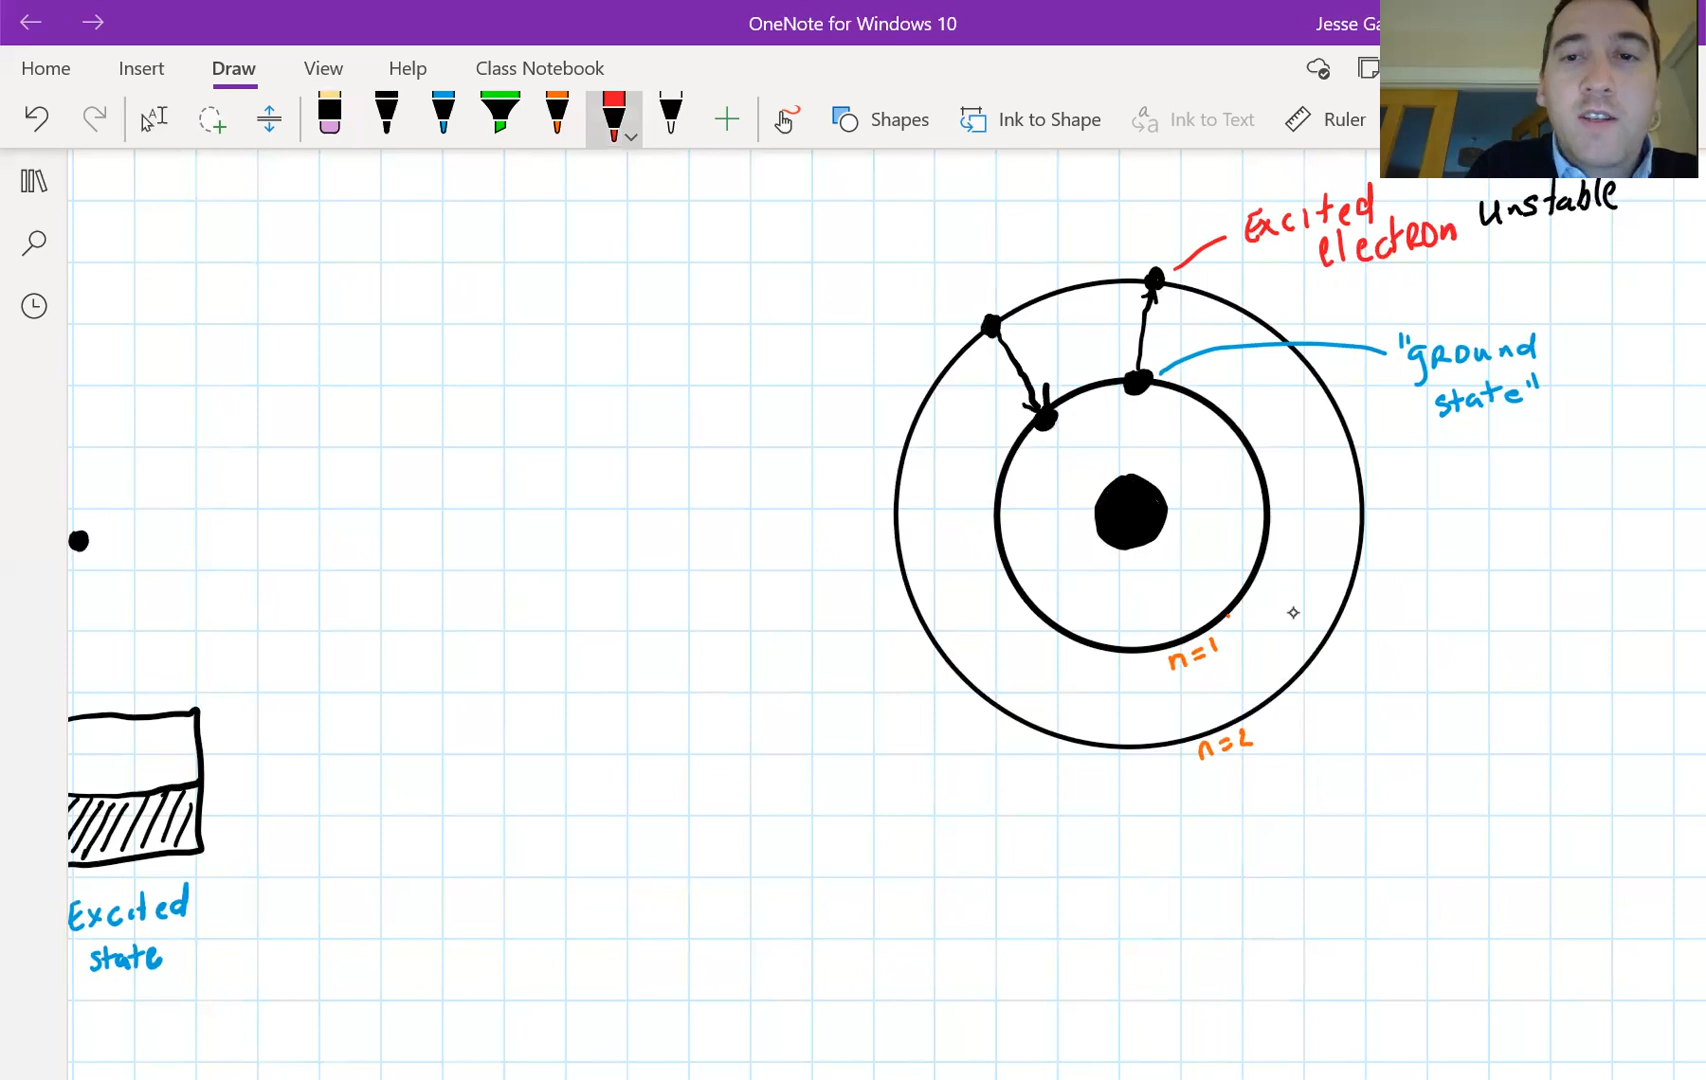 OneNote for Windows 10
Jesse Ga
Home Insert Draw View Help Class Notebook
Shapes Ink to Shape Ink to Text Ruler
Excited
electron
unstable
"ground
state"
n=1
n=2
Excited
state